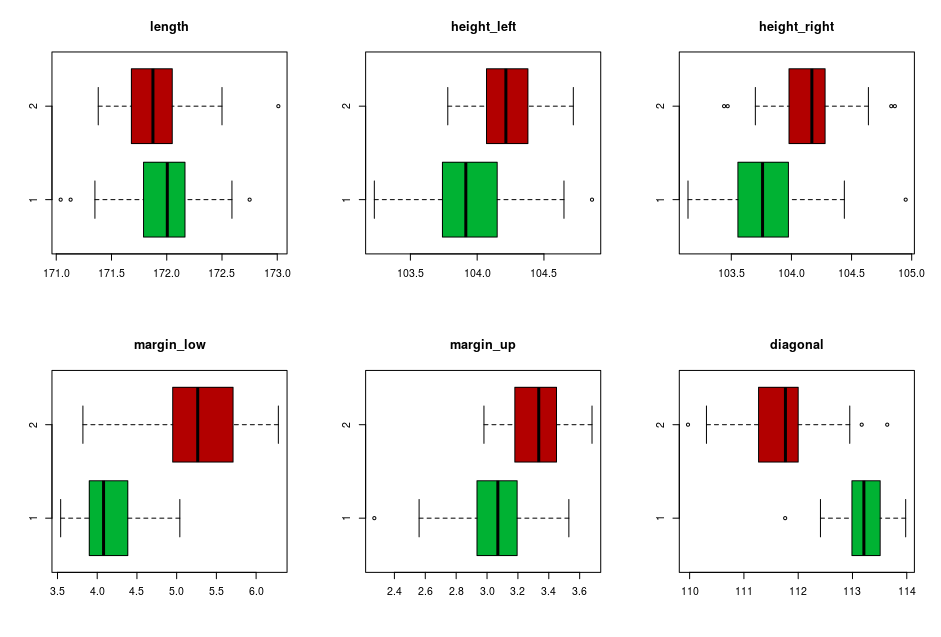 length
height_left
height_right
2
2
2
1
1
1
171.0 171.5 172.0 172.5 173.0
103.5 104.0 104.5
103.5 104.0 104.5 105.0
margin_low
margin_up
diagonal
2
2
2
1
1
1
3.5 4.0 4.5 5.0 5.5 6.0
2.4 2.6 2.8 3.0 3.2 3.4 3.6
110 111 112 113 114